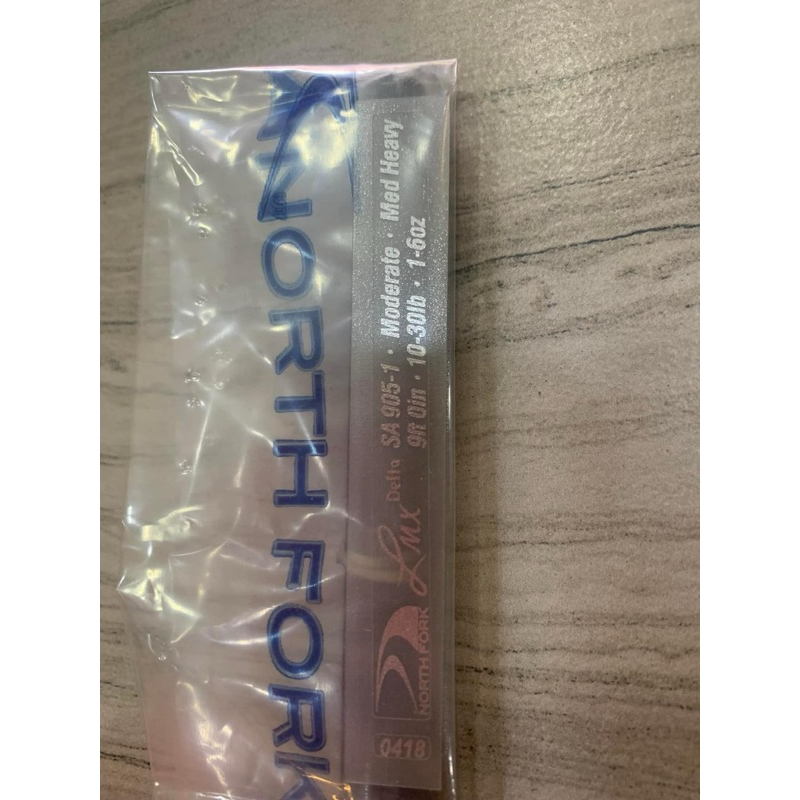 NORTH FORK
SA 905-1 · Moderate · Med Heavy
9ft 0in · 10-30lb · 1-6oz
Lmx Delta
NORTH FORK
0418